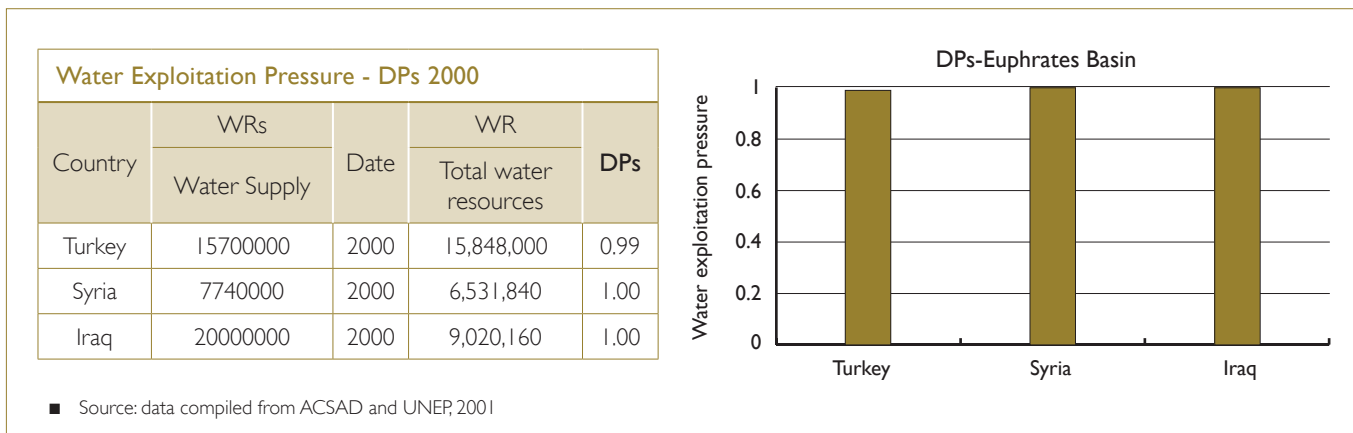 Water Exploitation Pressure - DPs 2000
Country
WRs
Water Supply
Date
WR
Total water
resources
DPs
Turkey 15700000 2000 15,848,000 0.99
Syria 7740000 2000 6,531,840 1.00
Iraq 20000000 2000 9,020,160 1.00
■ Source: data compiled from ACSAD and UNEP, 2001
DPs-Euphrates Basin
Water exploitation pressure
1
0.8
0.6
0.4
0.2
0
Turkey Syria Iraq